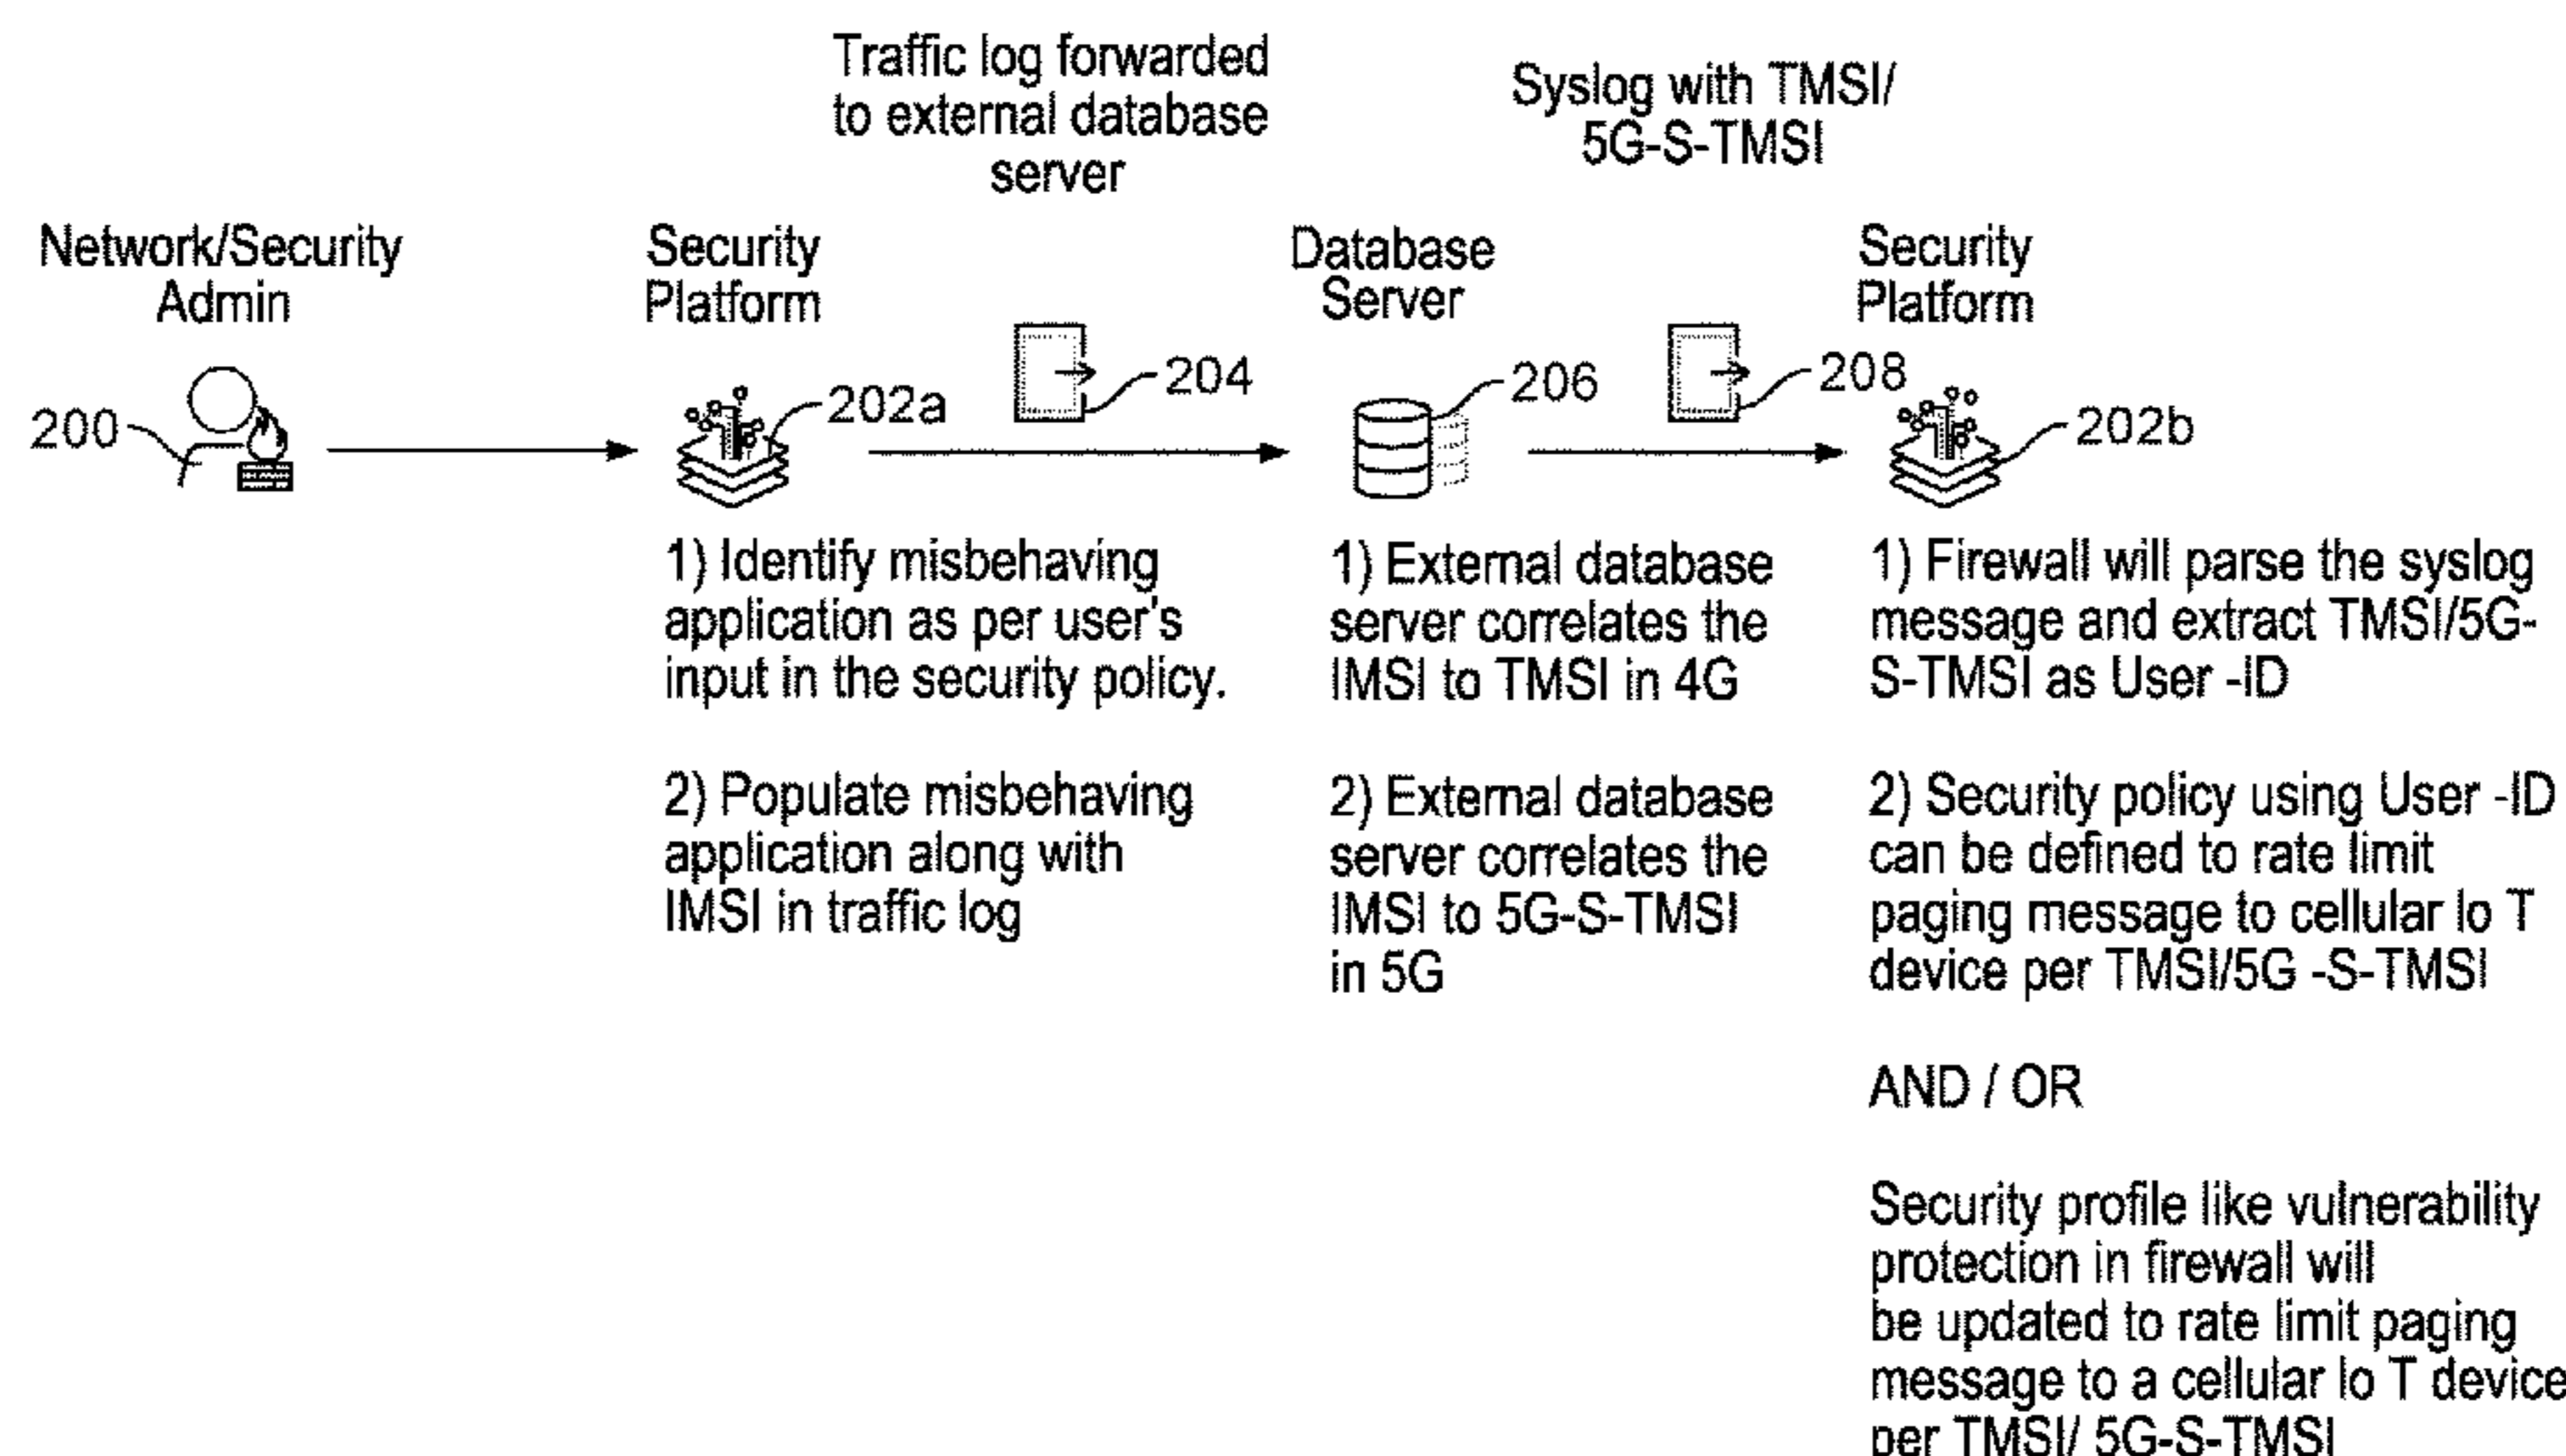 Traffic log forwarded
to external database
server
Syslog with TMSI/
5G-S-TMSI
Network/Security
Admin
Security
Platform
Database
Server
Security
Platform
200
202a
204
206
208
202b
1) Identify misbehaving
application as per user's
input in the security policy.
2) Populate misbehaving
application along with
IMSI in traffic log
1) External database
server correlates the
IMSI to TMSI in 4G
2) External database
server correlates the
IMSI to 5G-S-TMSI
in 5G
1) Firewall will parse the syslog
message and extract TMSI/5G-
S-TMSI as User -ID
2) Security policy using User -ID
can be defined to rate limit
paging message to cellular Io T
device per TMSI/5G -S-TMSI
AND / OR
Security profile like vulnerability
protection in firewall will
be updated to rate limit paging
message to a cellular Io T device
per TMSI/ 5G-S-TMSI